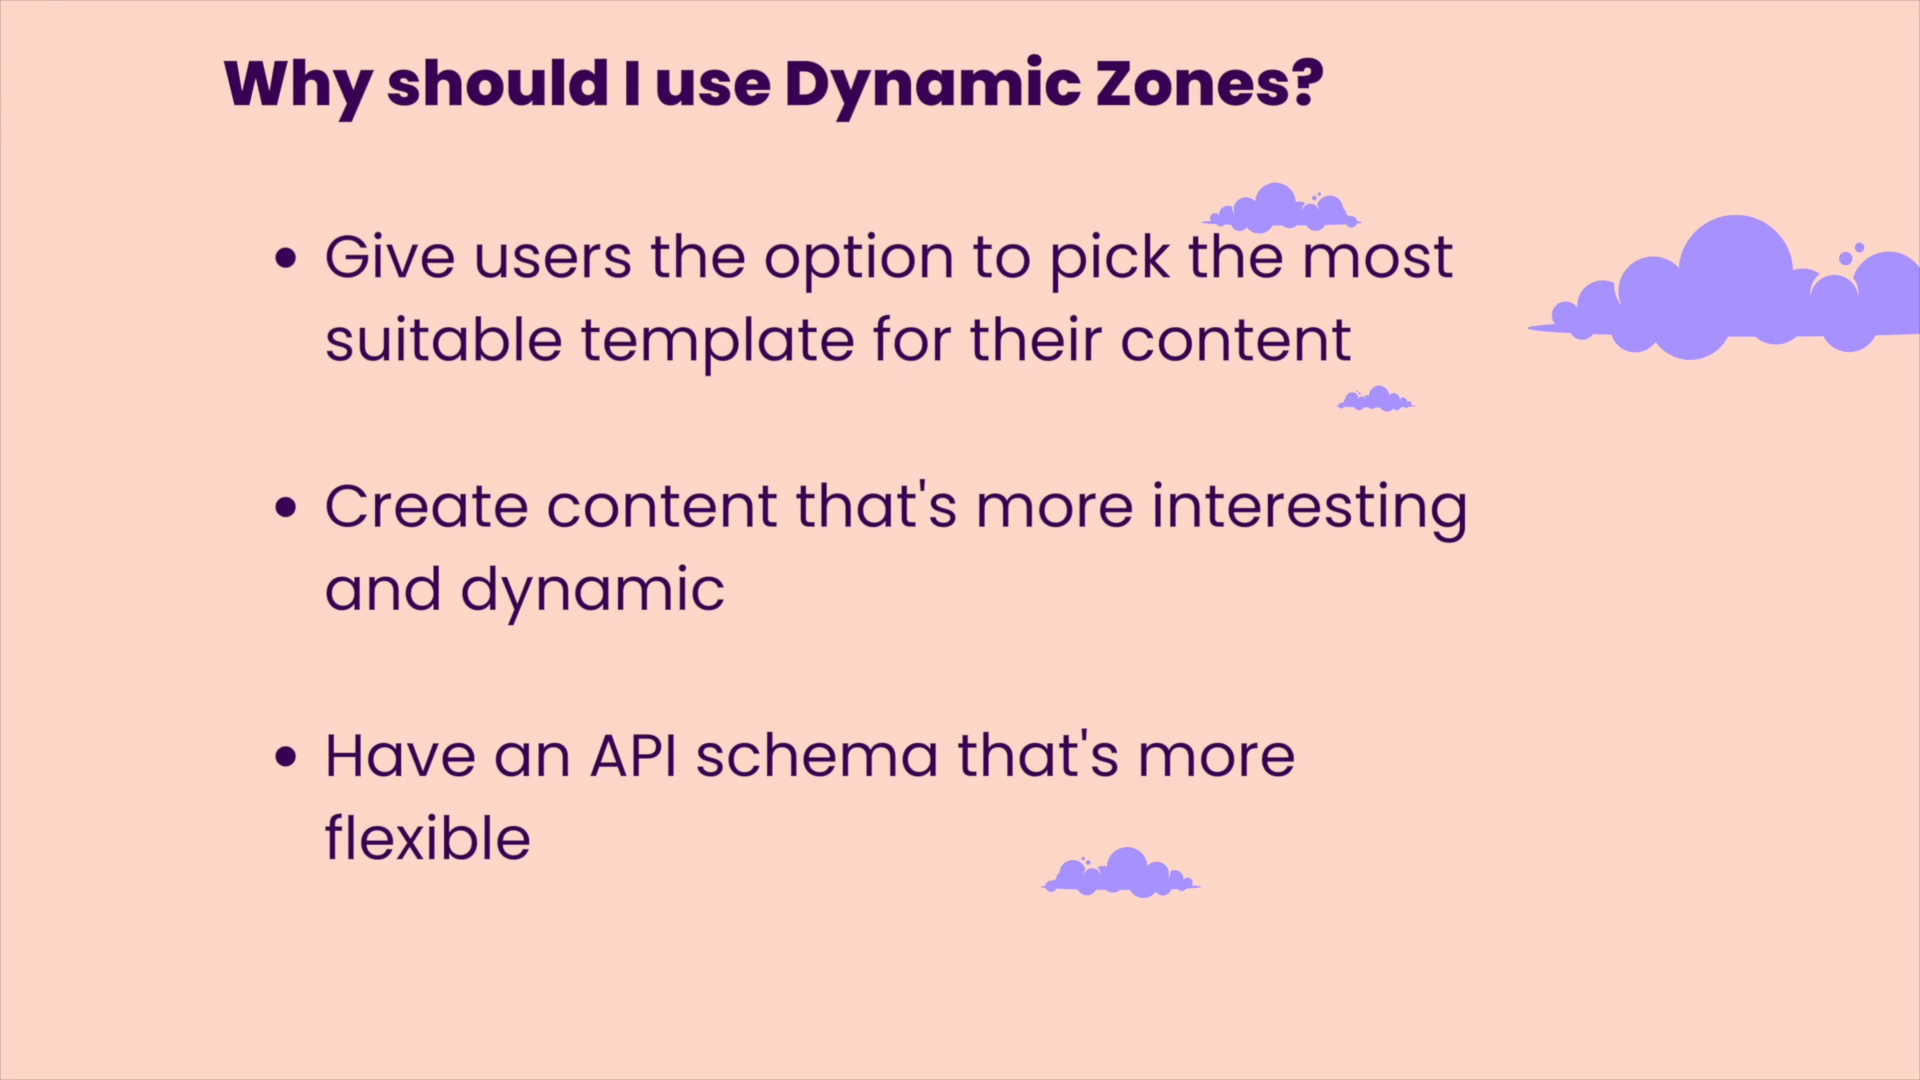 Why should I use Dynamic Zones?
• Give users the option to pick the most
suitable template for their content
• Create content that's more interesting
and dynamic
• Have an API schema that's more
flexible